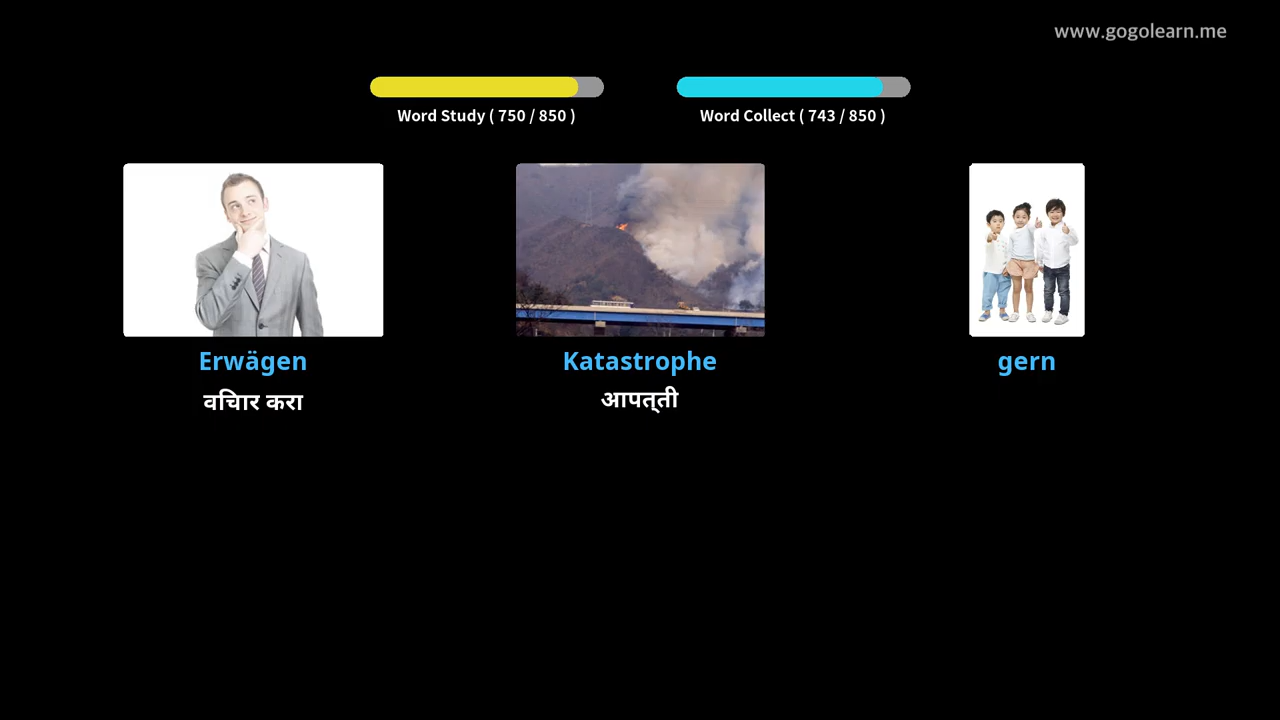 www.gogolearn.me
Word Study ( 750 / 850 )
Word Collect ( 743 / 850 )
Erwägen
Katastrophe
gern
विचार करा
आपत्ती